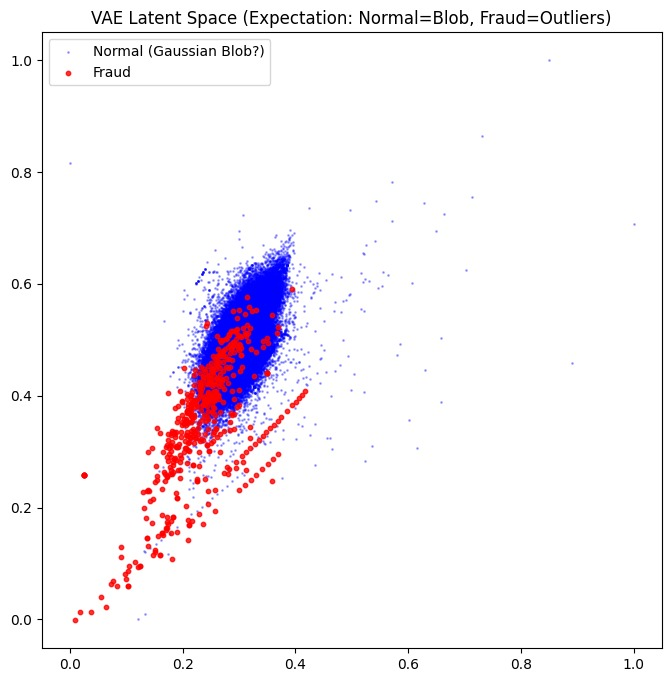 VAE Latent Space (Expectation: Normal=Blob, Fraud=Outliers)
Normal (Gaussian Blob?)
Fraud
1.0
0.8
0.6
0.4
0.2
0.0
0.0 0.2 0.4 0.6 0.8 1.0